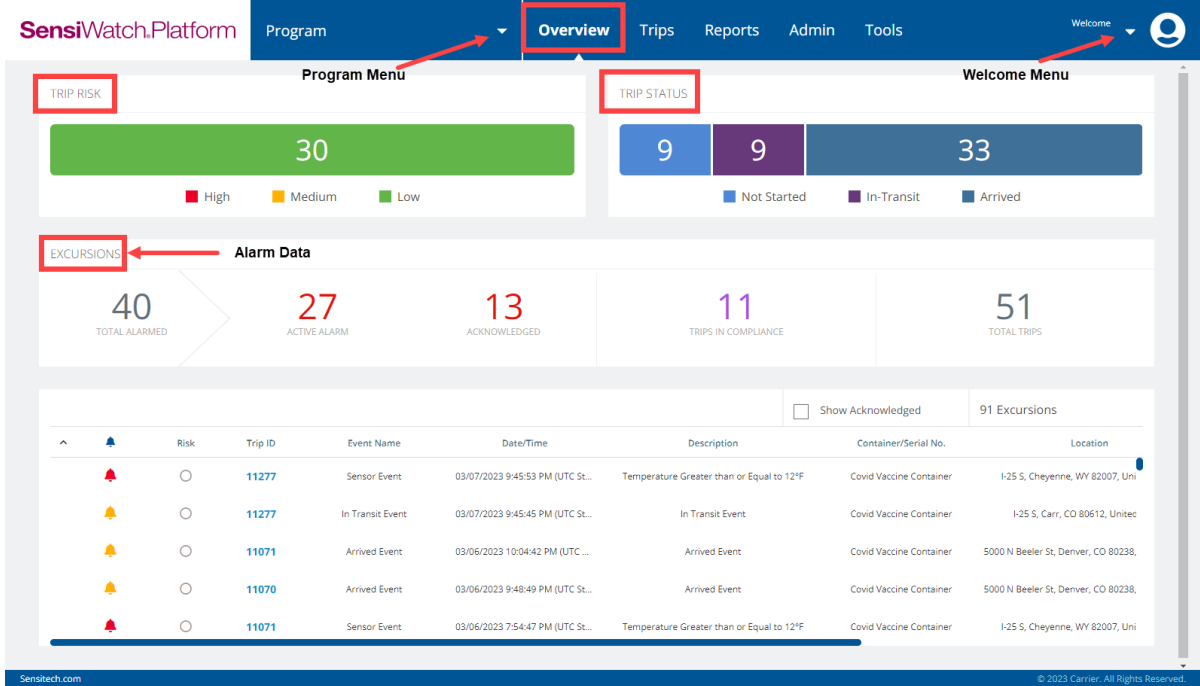 SensiWatch®Platform
Program
Overview
Trips
Reports
Admin
Tools
Welcome
Program Menu
Welcome Menu
TRIP RISK
TRIP STATUS
30
9
9
33
High
Medium
Low
Not Started
In-Transit
Arrived
EXCURSIONS
Alarm Data
40
27
13
11
51
TOTAL ALARMED
ACTIVE ALARM
ACKNOWLEDGED
TRIPS IN COMPLIANCE
TOTAL TRIPS
Show Acknowledged
91 Excursions
Risk Trip ID Event Name Date/Time Description Container/Serial No. Location
11277 Sensor Event 03/07/2023 9:45:53 PM (UTC St... Temperature Greater than or Equal to 12°F Covid Vaccine Container I-25 S, Cheyenne, WY 82007, Uni
11277 In Transit Event 03/07/2023 9:45:45 PM (UTC St... In Transit Event Covid Vaccine Container I-25 S, Carr, CO 80612, United
11071 Arrived Event 03/06/2023 10:04:42 PM (UTC ... Arrived Event Covid Vaccine Container 5000 N Beeler St, Denver, CO 80238,
11070 Arrived Event 03/06/2023 9:48:49 PM (UTC St... Arrived Event Covid Vaccine Container 5000 N Beeler St, Denver, CO 80238,
11071 Sensor Event 03/06/2023 7:54:47 PM (UTC St... Temperature Greater than or Equal to 12°F Covid Vaccine Container I-25 S, Cheyenne, WY 82007, Uni
Sensitech.com
© 2023 Carrier. All Rights Reserved.